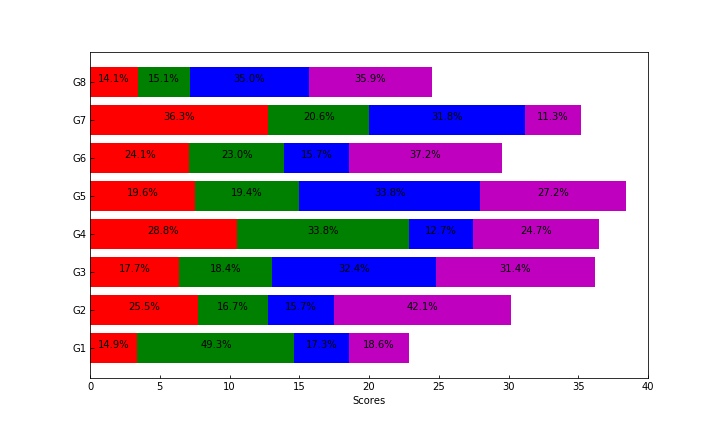 G8 14.1% 15.1% 35.0% 35.9%
G7 36.3% 20.6% 31.8% 11.3%
G6 24.1% 23.0% 15.7% 37.2%
G5 19.6% 19.4% 33.8% 27.2%
G4 28.8% 33.8% 12.7% 24.7%
G3 17.7% 18.4% 32.4% 31.4%
G2 25.5% 16.7% 15.7% 42.1%
G1 14.9% 49.3% 17.3% 18.6%
0 5 10 15 20 25 30 35 40
Scores